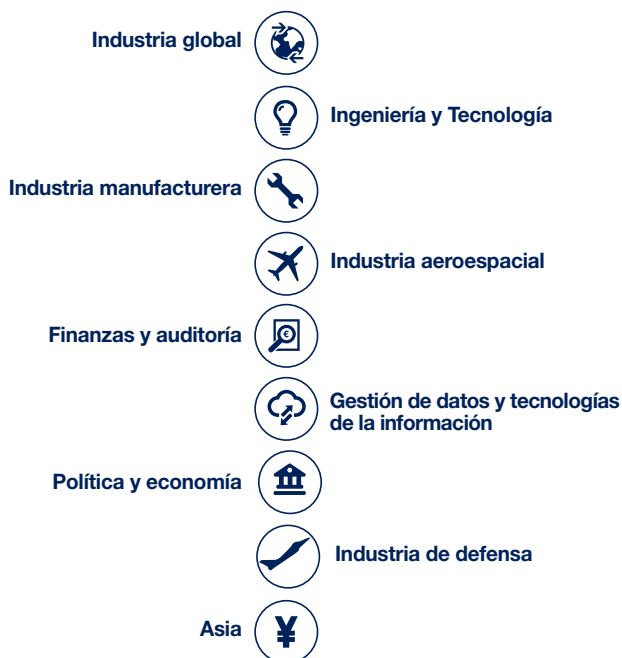 Industria global
Ingeniería y Tecnología
Industria manufacturera
Industria aeroespacial
Finanzas y auditoría
€
Gestión de datos y tecnologías
de la información
Política y economía
Industria de defensa
Asia
¥